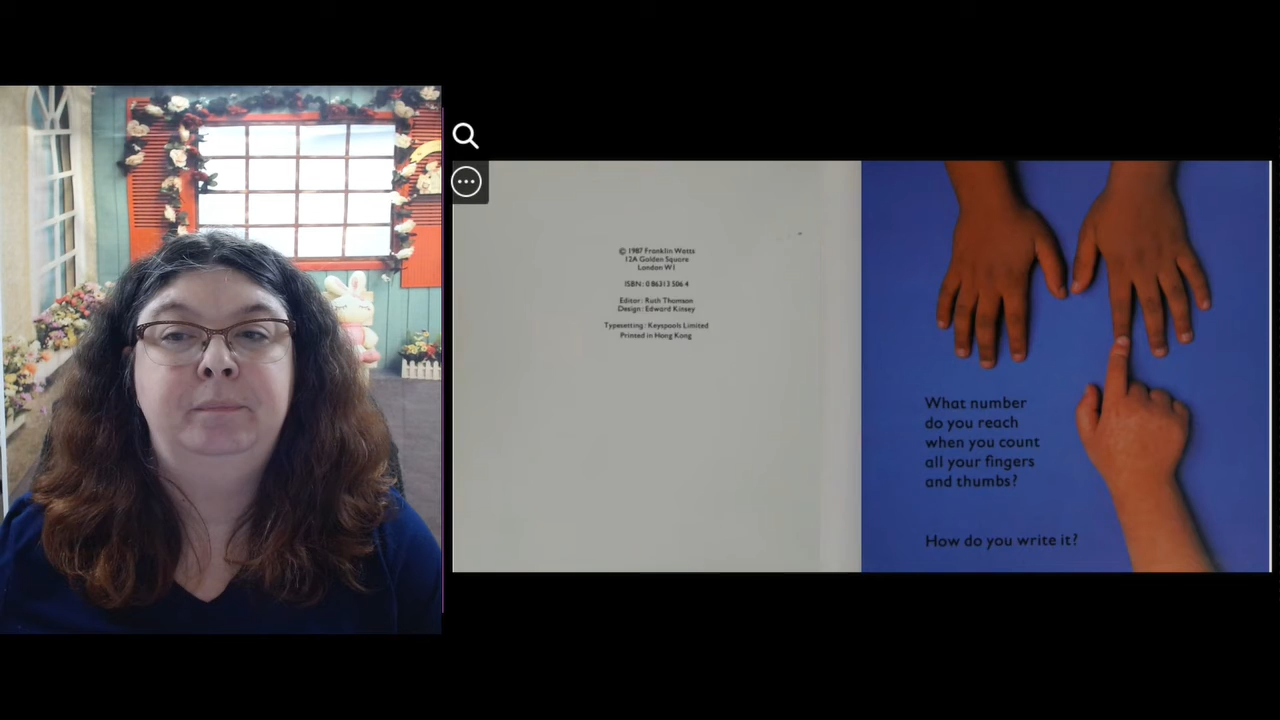 © 1987 Franklin Watts
12A Golden Square
London W1
ISBN: 0 86313 506 4
Editor: Ruth Thomson
Design: Edward Kinsey
Typesetting: Keyspools Limited
Printed in Hong Kong
What number
do you reach
when you count
all your fingers
and thumbs?
How do you write it?